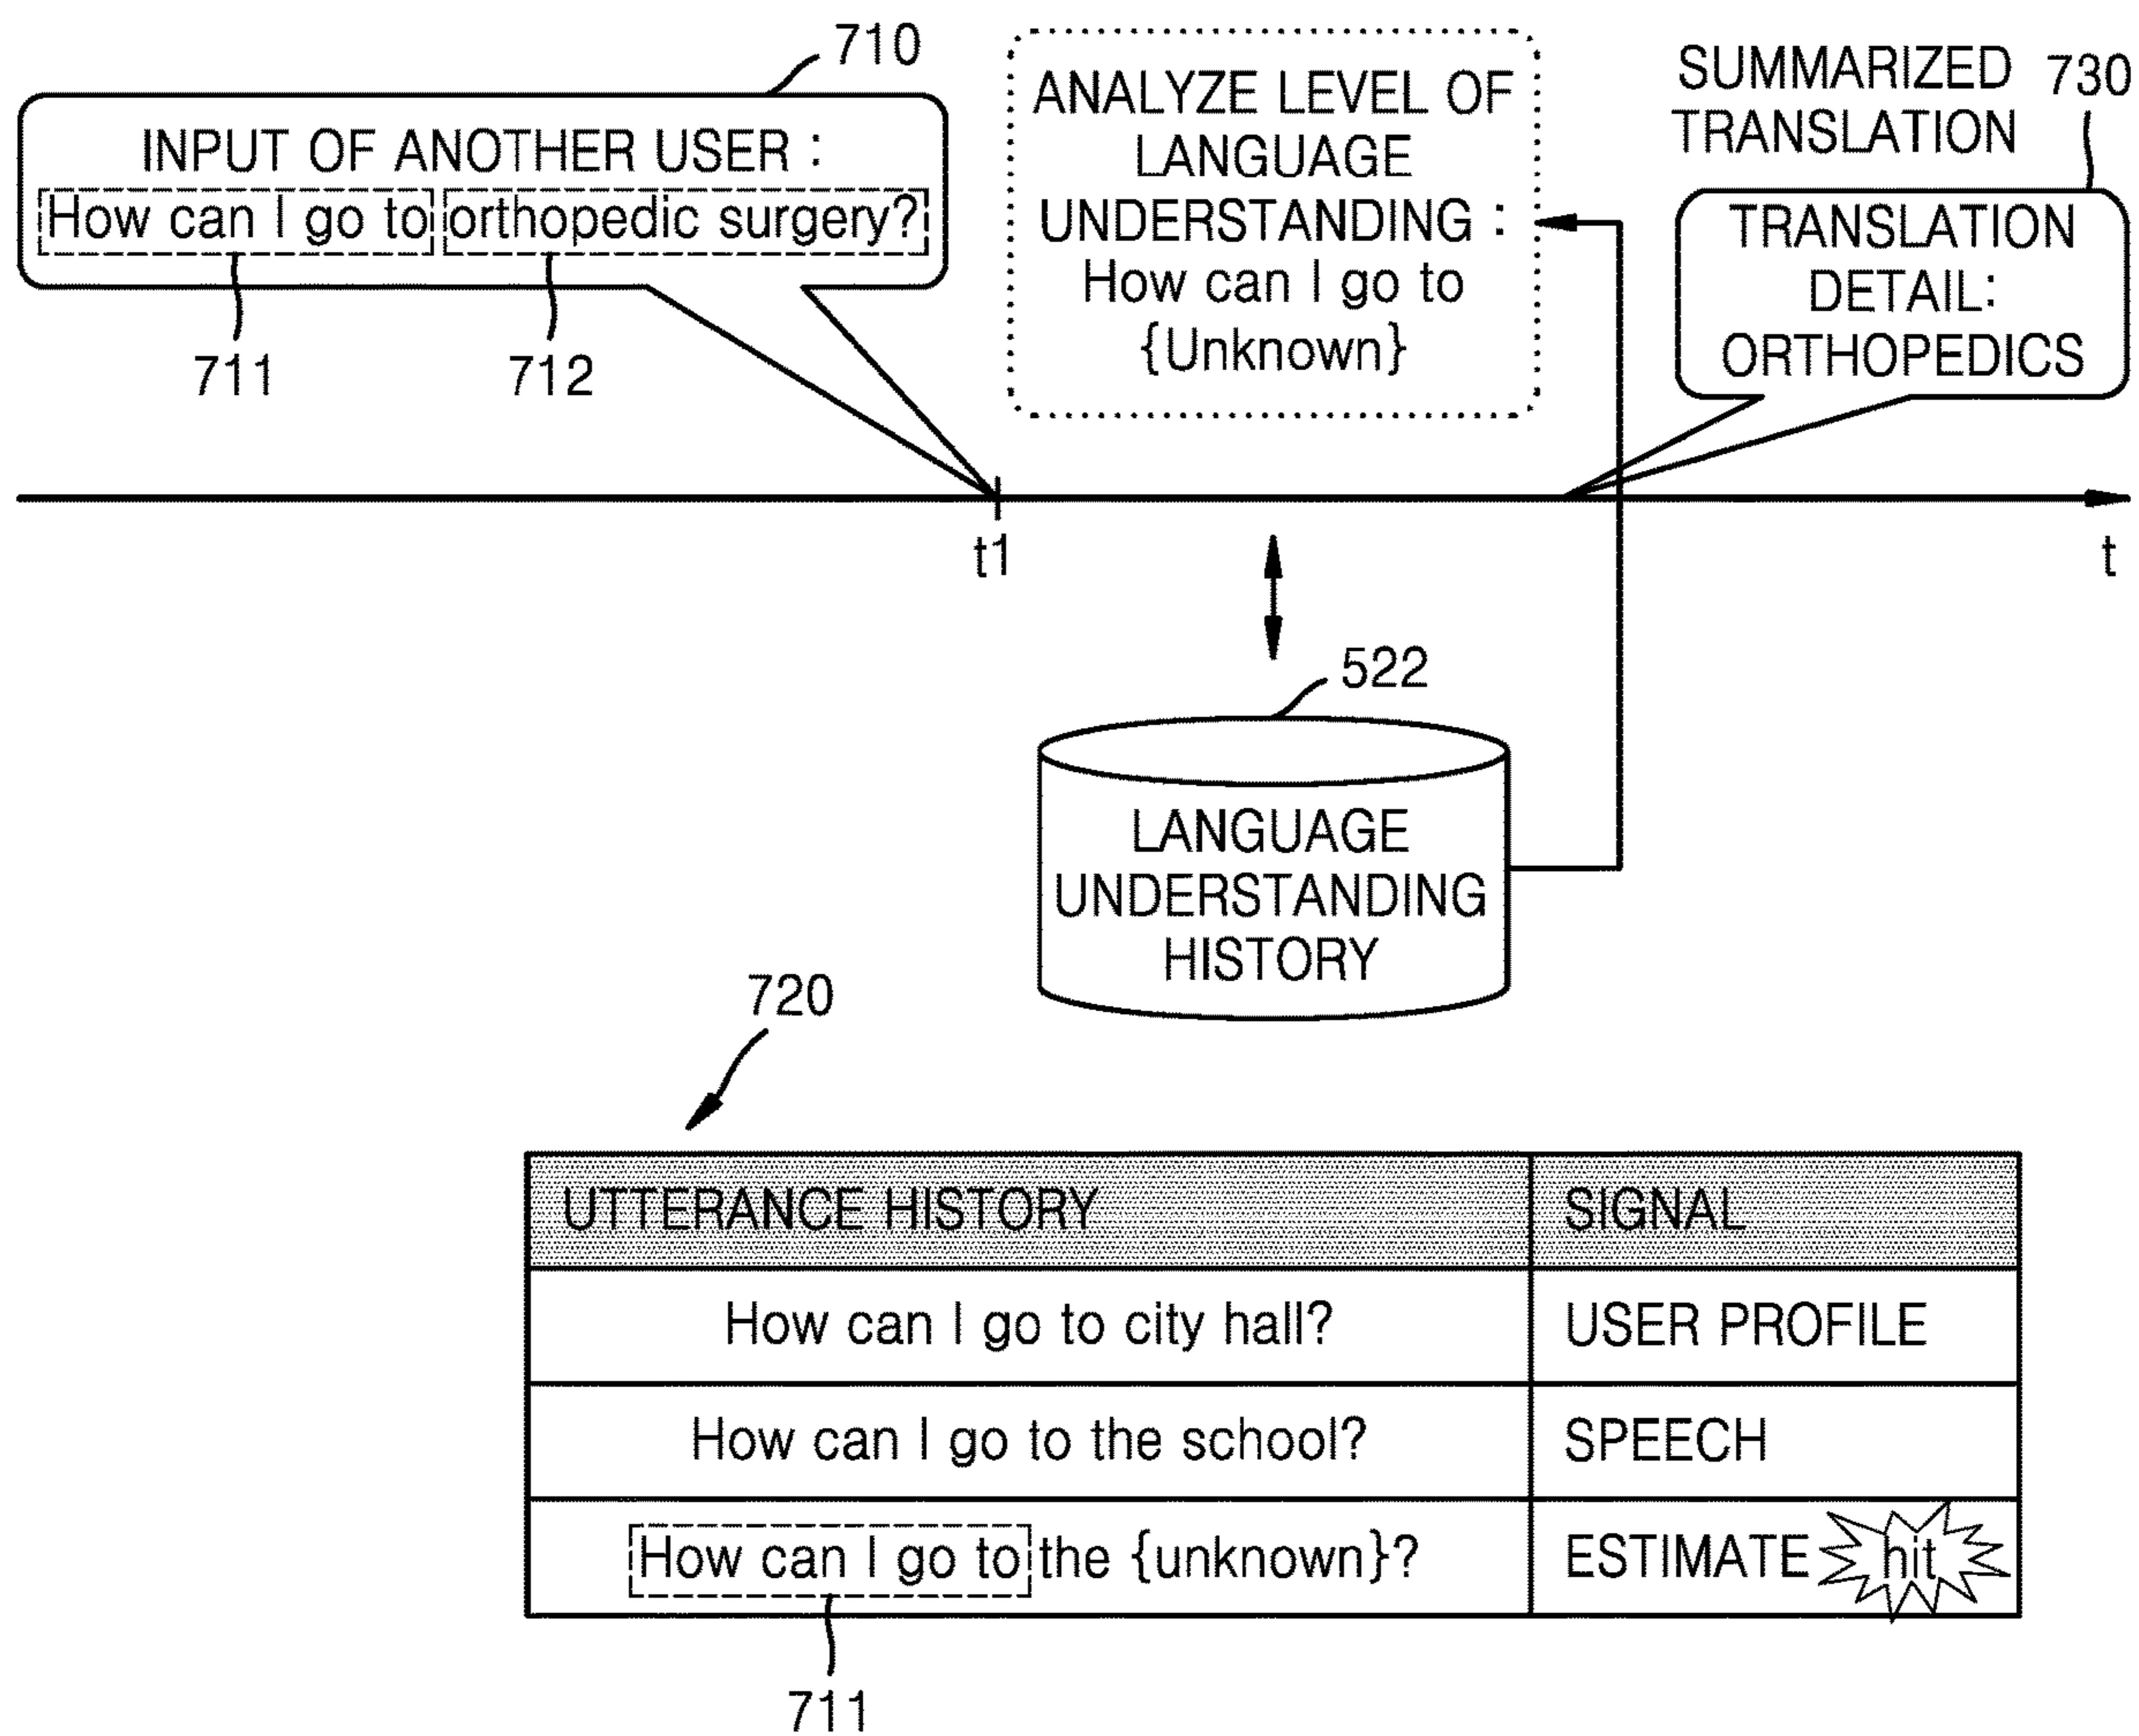 710
INPUT OF ANOTHER USER :
How can I go to orthopedic surgery?
711
712
ANALYZE LEVEL OF
LANGUAGE
UNDERSTANDING :
How can I go to
{Unknown}
SUMMARIZED
TRANSLATION
730
TRANSLATION
DETAIL:
ORTHOPEDICS
t1
t
522
LANGUAGE
UNDERSTANDING
HISTORY
720
UTTERANCE HISTORY SIGNAL
How can I go to city hall? USER PROFILE
How can I go to the school? SPEECH
How can I go to the {unknown}? ESTIMATE hit
711